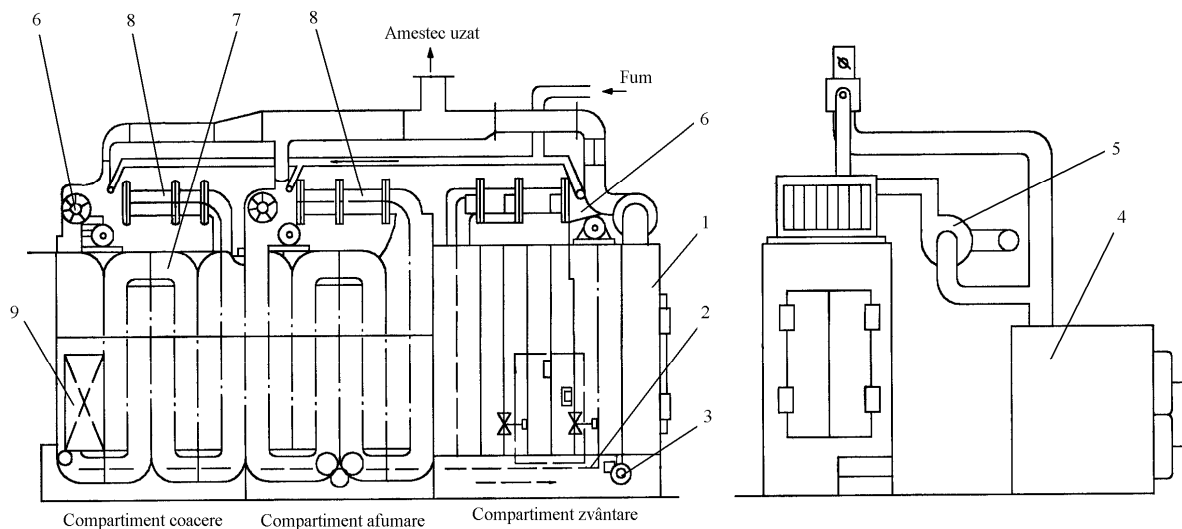 6
8
7
8
Amestec uzat
Fum
6
1
2
3
9
5
4
Compartiment coacere
Compartiment afumare
Compartiment zvântare